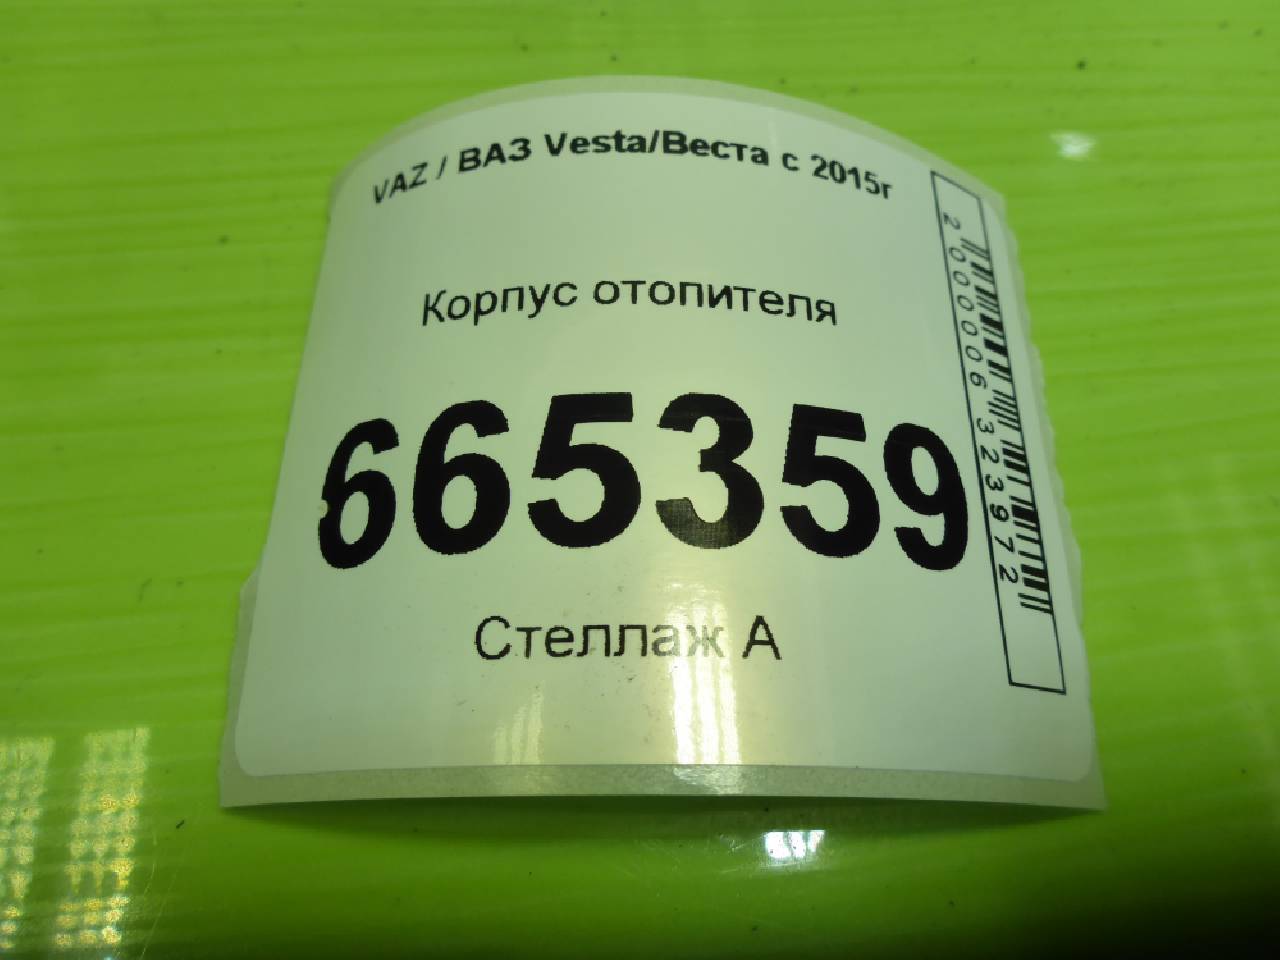 VAZ / ВАЗ Vesta/Веста с 2015г
Корпус отопителя
665359
Стеллаж А
2000006323972